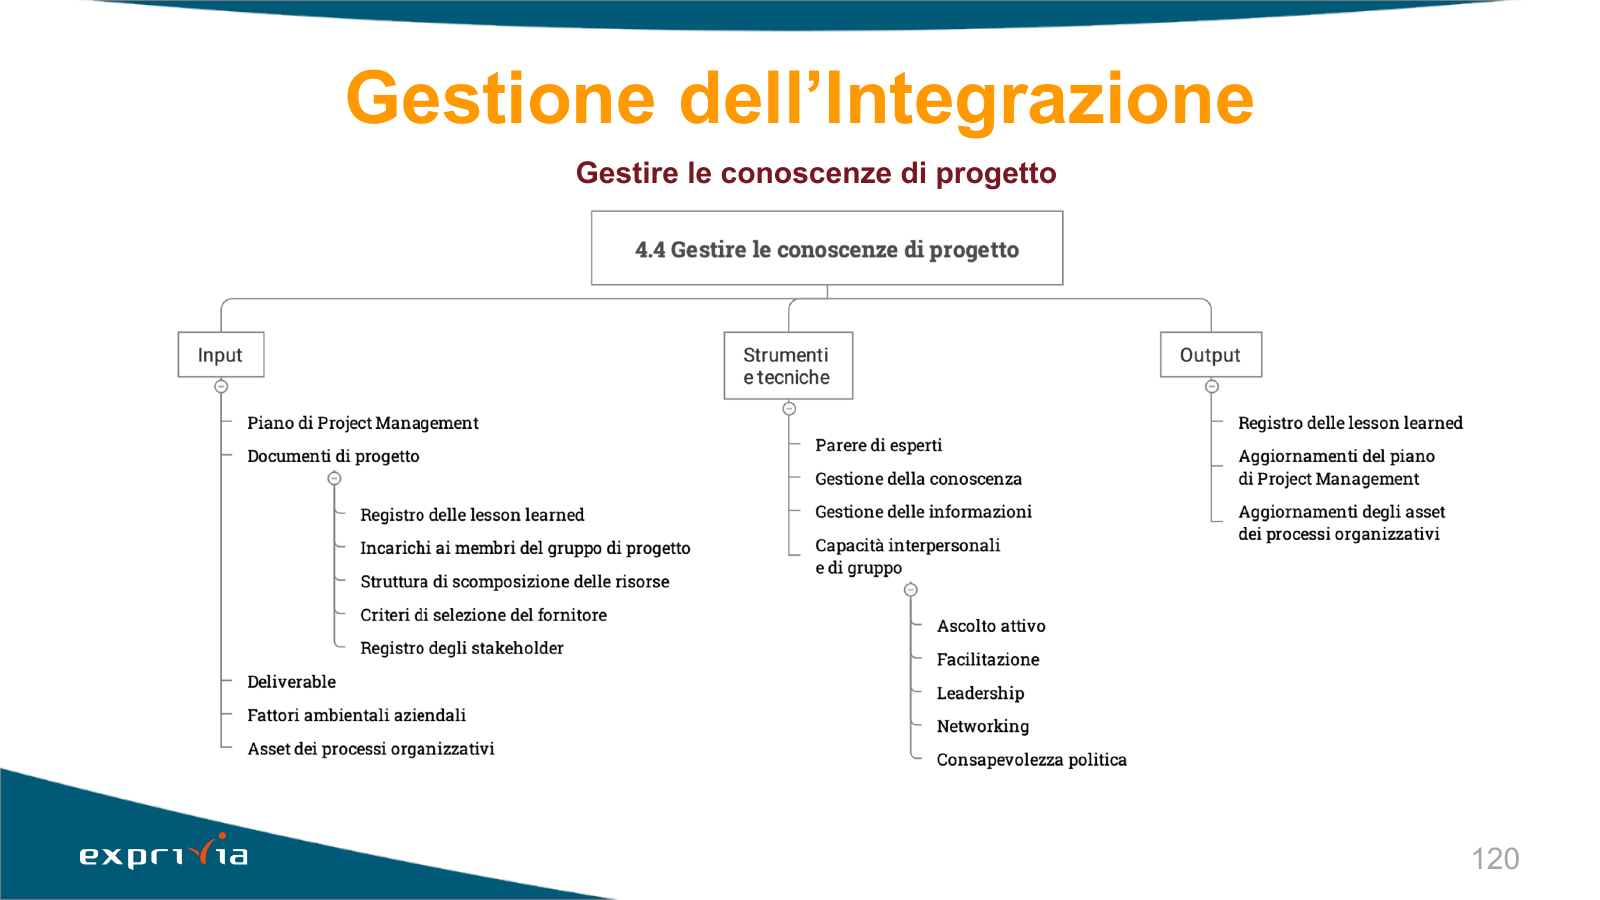 Gestione dell’Integrazione
Gestire le conoscenze di progetto
4.4 Gestire le conoscenze di progetto
Input
Piano di Project Management
Documenti di progetto
Registro delle lesson learned
Incarichi ai membri del gruppo di progetto
Struttura di scomposizione delle risorse
Criteri di selezione del fornitore
Registro degli stakeholder
Deliverable
Fattori ambientali aziendali
Asset dei processi organizzativi
Strumenti
e tecniche
Parere di esperti
Gestione della conoscenza
Gestione delle informazioni
Capacità interpersonali
e di gruppo
Ascolto attivo
Facilitazione
Leadership
Networking
Consapevolezza politica
Output
Registro delle lesson learned
Aggiornamenti del piano
di Project Management
Aggiornamenti degli asset
dei processi organizzativi
exprivia
120